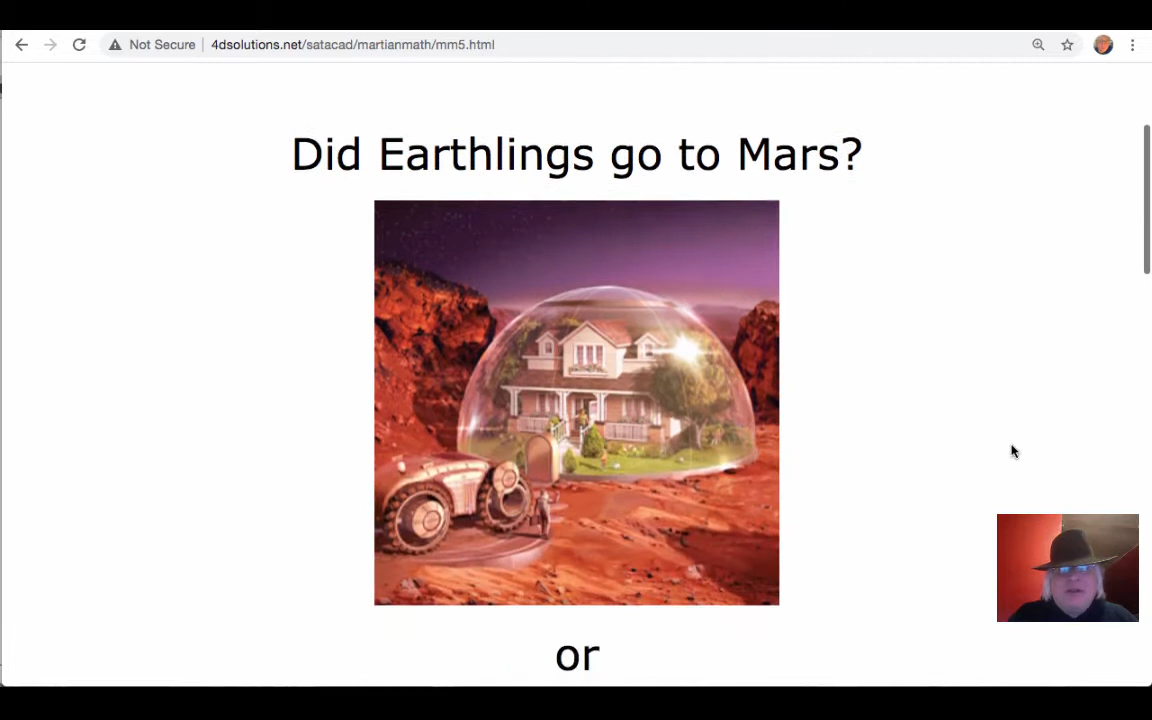 Not Secure 4dsolutions.net/satacad/martianmath/mm5.html
Did Earthlings go to Mars?
or